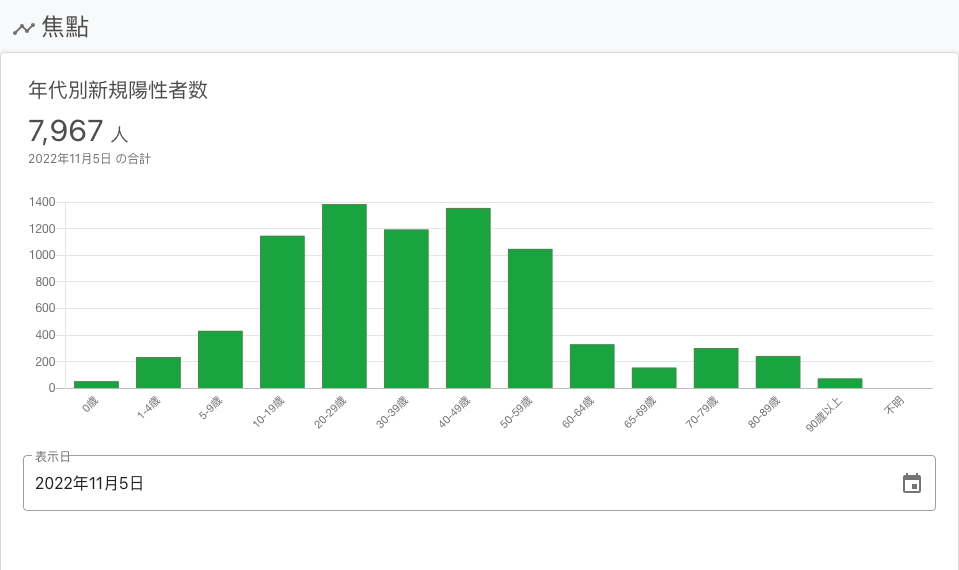 焦點
年代別新規陽性者数
7,967 人
2022年11月5日 の合計
1400
1200
1000
800
600
400
200
0
0歳
1-4歳
5-9歳
10-19歳
20-29歳
30-39歳
40-49歳
50-59歳
60-64歳
65-69歳
70-79歳
80-89歳
90歳以上
不明
表示日
2022年11月5日